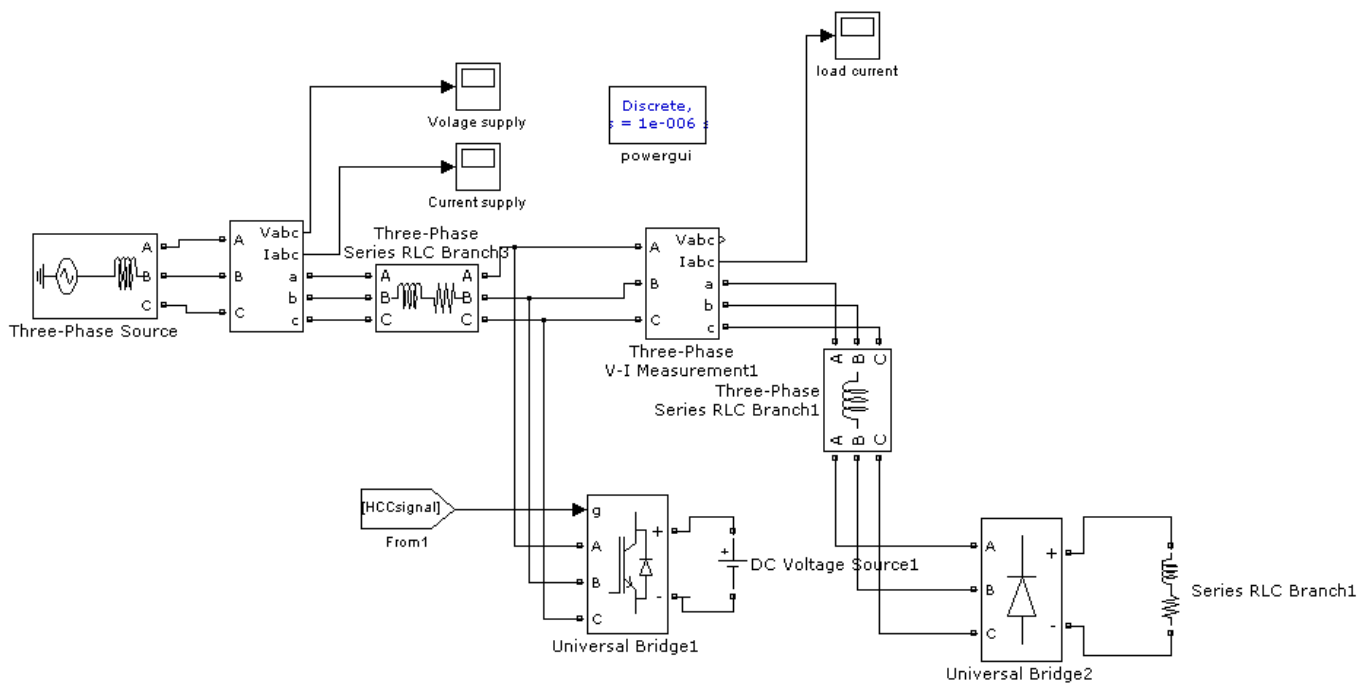 load current
Volage supply
Discrete,
s = 1e-006 s
powergui
Current supply
A
B
C
Three-Phase Source
A
B
C
Vabc
Iabc
a
b
c
Three-Phase
Series RLC Branch3
A
B
C
A
B
C
A
B
C
Vabc
Iabc
a
b
c
Three-Phase
V-I Measurement1
A
B
C
Three-Phase
Series RLC Branch1
A
B
C
[HCCsignal]
From1
g
A
B
C
+
-
Universal Bridge1
+
DC Voltage Source1
A
B
C
+
-
Universal Bridge2
Series RLC Branch1